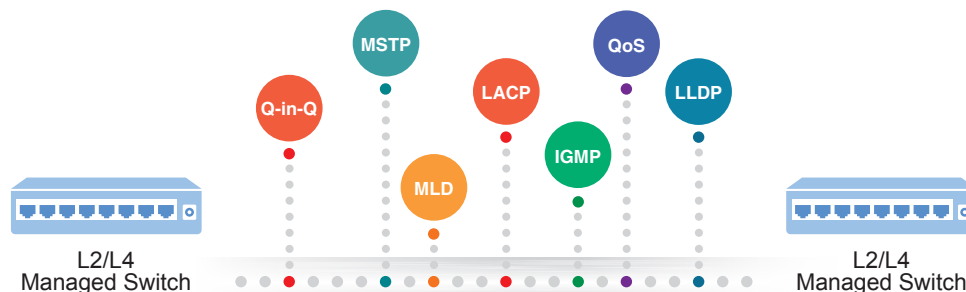 MSTP
QoS
Q-in-Q
LACP
LLDP
IGMP
MLD
L2/L4
Managed Switch
L2/L4
Managed Switch